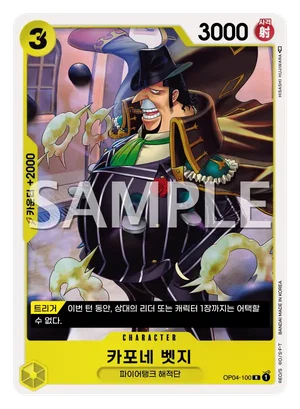 3
3000
사격
射
카운터 +2000
SAMPLE
트리거 이번 턴 동안, 상대의 리더 또는 캐릭터 1장까지는 어택할
수 없다.
CHARACTER
카포네 벳지
파이어탱크 해적단
OP04-100 R
1